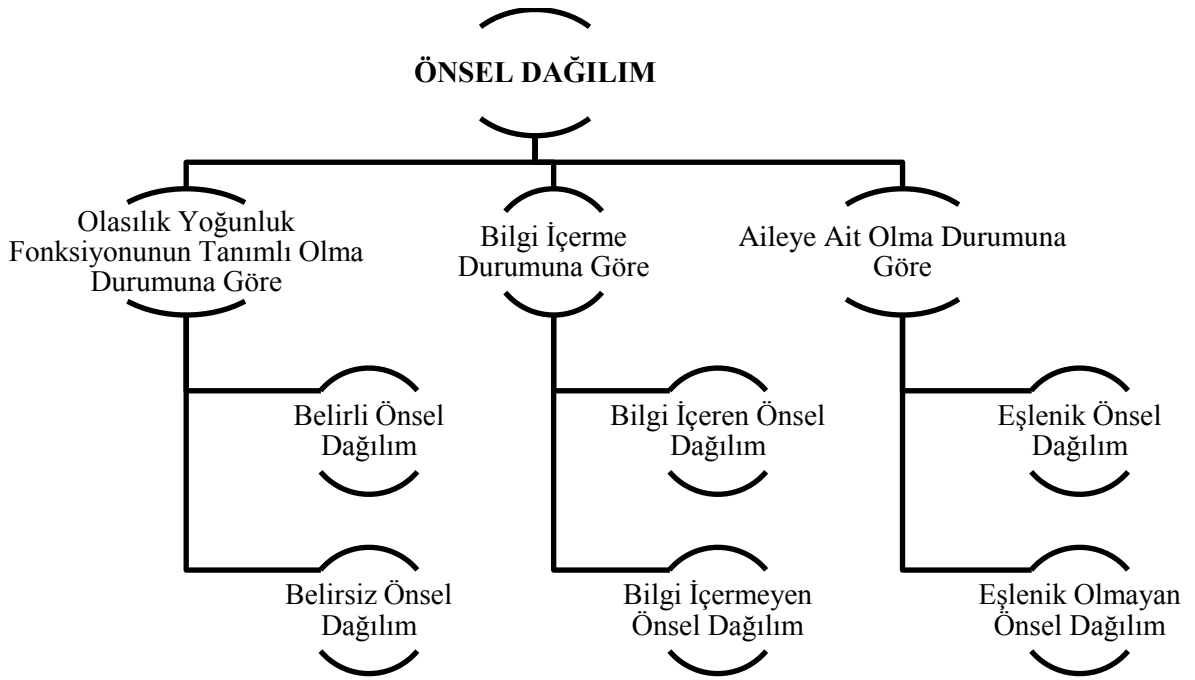 ÖNSEL DAĞILIM
Olasılık Yoğunluk
Fonksiyonunun Tanımlı Olma
Durumuna Göre
Bilgi İçerme
Durumuna Göre
Aileye Ait Olma Durumuna
Göre
Belirli Önsel
Dağılım
Bilgi İçeren Önsel
Dağılım
Eşlenik Önsel
Dağılım
Belirsiz Önsel
Dağılım
Bilgi İçermeyen
Önsel Dağılım
Eşlenik Olmayan
Önsel Dağılım